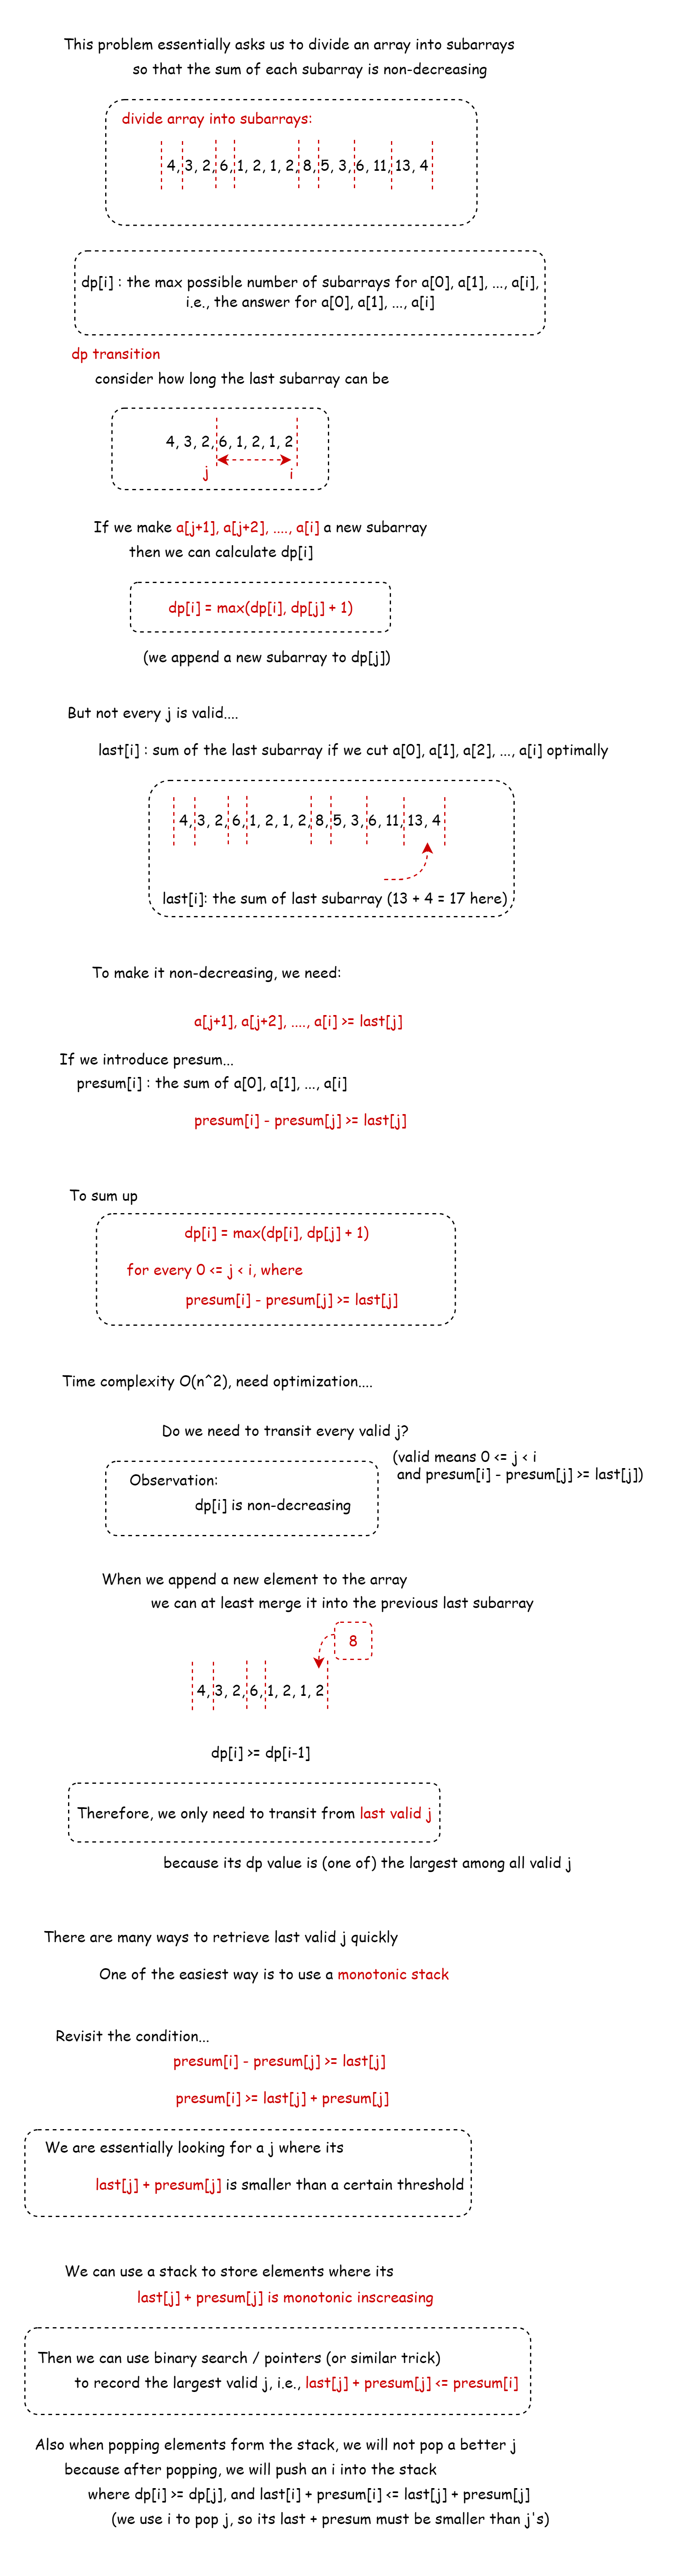 This problem essentially asks us to divide an array into subarrays
so that the sum of each subarray is non-decreasing
divide array into subarrays:
4, 3, 2, 6, 1, 2, 1, 2, 8, 5, 3, 6, 11, 13, 4
dp[i] : the max possible number of subarrays for a[0], a[1], ..., a[i],
i.e., the answer for a[0], a[1], ..., a[i]
dp transition
consider how long the last subarray can be
4, 3, 2, 6, 1, 2, 1, 2
j i
If we make a[j+1], a[j+2], ...., a[i] a new subarray
then we can calculate dp[i]
dp[i] = max(dp[i], dp[j] + 1)
(we append a new subarray to dp[j])
But not every j is valid....
last[i] : sum of the last subarray if we cut a[0], a[1], a[2], ..., a[i] optimally
4, 3, 2, 6, 1, 2, 1, 2, 8, 5, 3, 6, 11, 13, 4
last[i]: the sum of last subarray (13 + 4 = 17 here)
To make it non-decreasing, we need:
a[j+1], a[j+2], ...., a[i] >= last[j]
If we introduce presum...
presum[i] : the sum of a[0], a[1], ..., a[i]
presum[i] - presum[j] >= last[j]
To sum up
dp[i] = max(dp[i], dp[j] + 1)
for every 0 <= j < i, where
presum[i] - presum[j] >= last[j]
Time complexity O(n^2), need optimization....
Do we need to transit every valid j?
(valid means 0 <= j < i
and presum[i] - presum[j] >= last[j])
Observation:
dp[i] is non-decreasing
When we append a new element to the array
we can at least merge it into the previous last subarray
8
4, 3, 2, 6, 1, 2, 1, 2
dp[i] >= dp[i-1]
Therefore, we only need to transit from last valid j
because its dp value is (one of) the largest among all valid j
There are many ways to retrieve last valid j quickly
One of the easiest way is to use a monotonic stack
Revisit the condition...
presum[i] - presum[j] >= last[j]
presum[i] >= last[j] + presum[j]
We are essentially looking for a j where its
last[j] + presum[j] is smaller than a certain threshold
We can use a stack to store elements where its
last[j] + presum[j] is monotonic inscreasing
Then we can use binary search / pointers (or similar trick)
to record the largest valid j, i.e., last[j] + presum[j] <= presum[i]
Also when popping elements form the stack, we will not pop a better j
because after popping, we will push an i into the stack
where dp[i] >= dp[j], and last[i] + presum[i] <= last[j] + presum[j]
(we use i to pop j, so its last + presum must be smaller than j's)